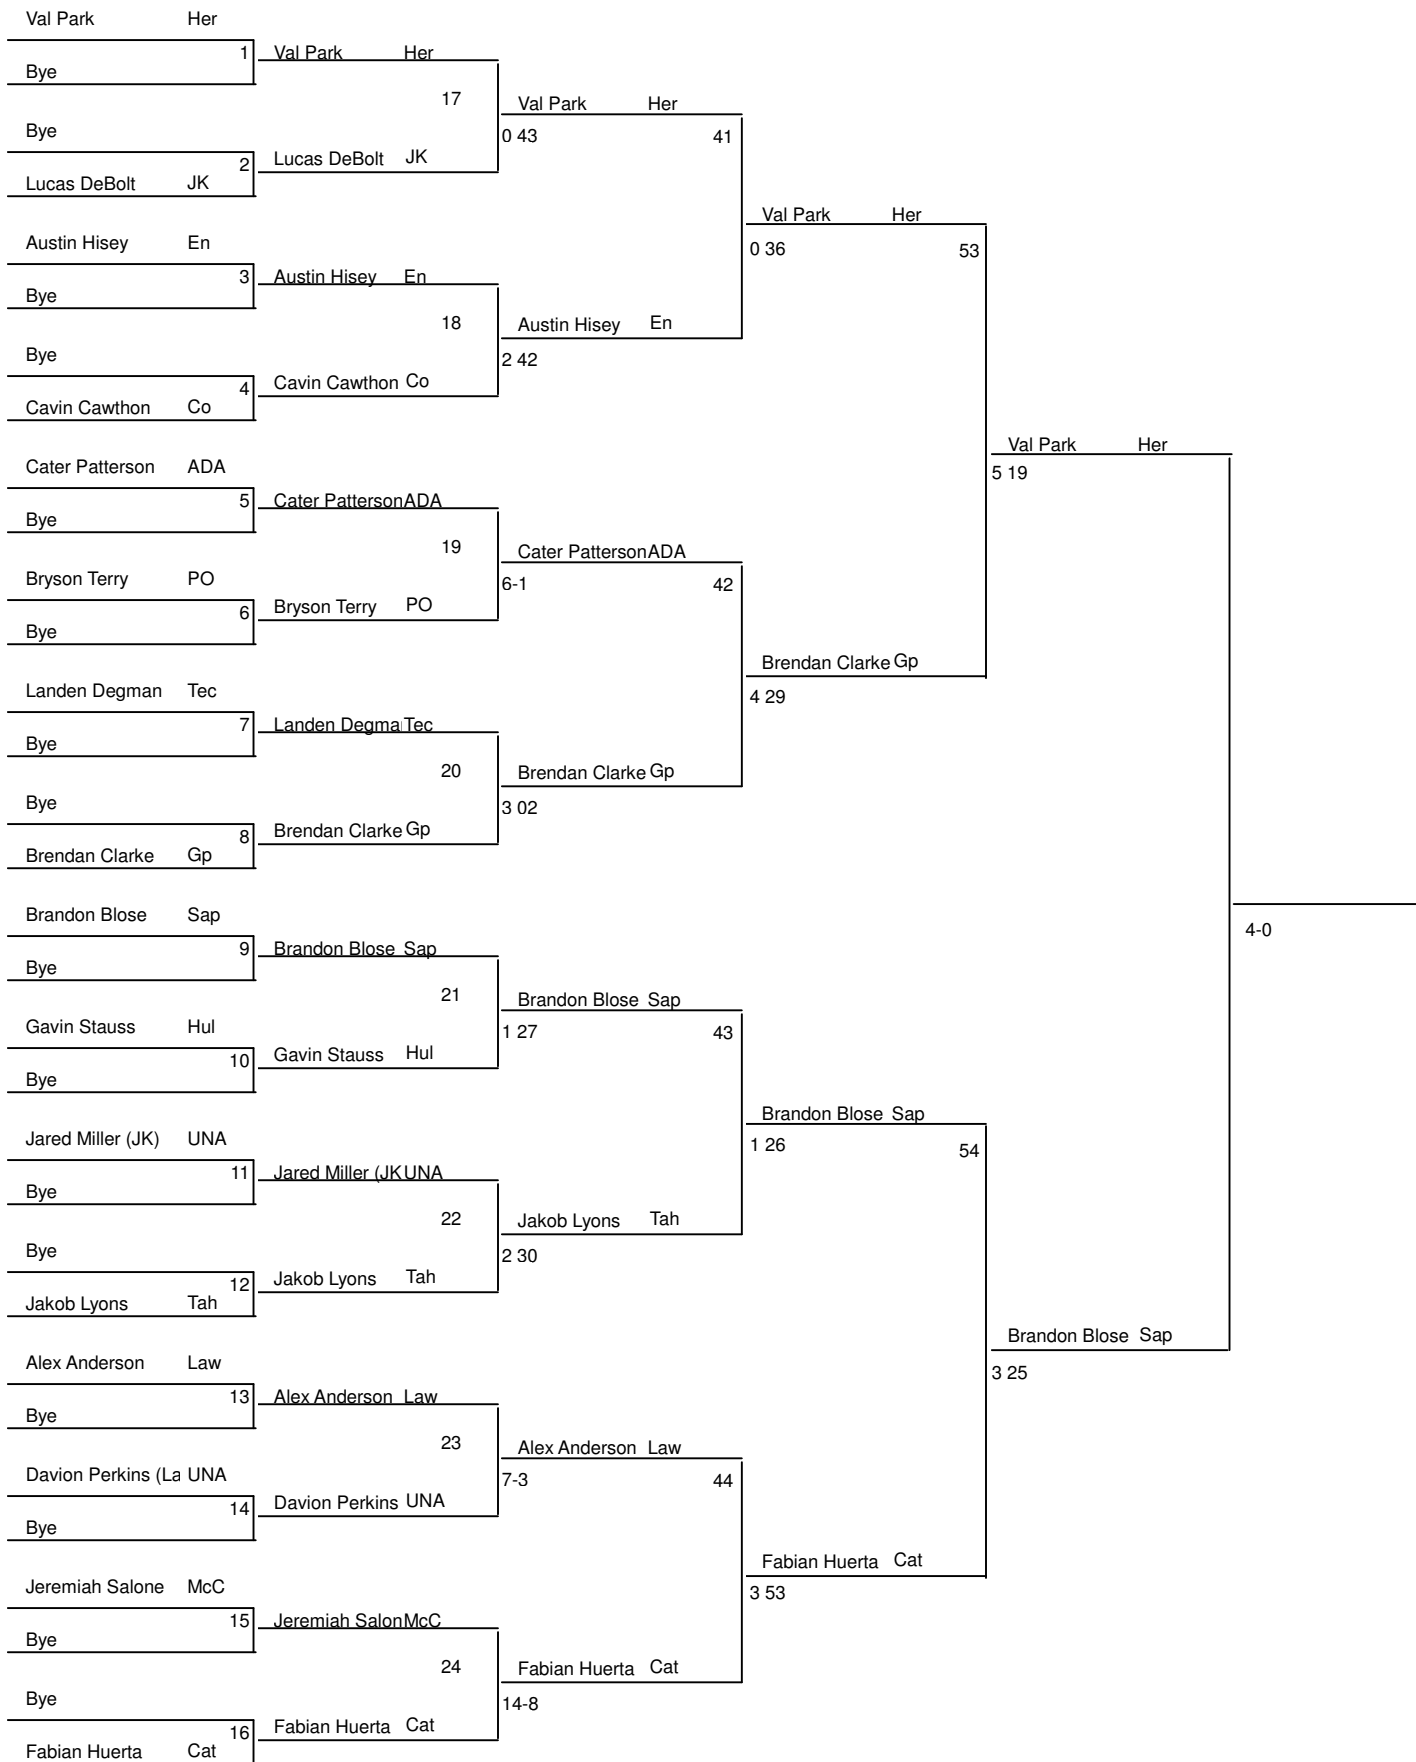 Val Park Her
1
Bye
Bye
2
Lucas DeBolt JK
Austin Hisey En
3
Bye
Bye
4
Cavin Cawthon Co
Cater Patterson ADA
5
Bye
Bryson Terry PO
6
Bye
Landen Degman Tec
7
Bye
Bye
8
Brendan Clarke Gp
Brandon Blose Sap
9
Bye
Gavin Stauss Hul
10
Bye
Jared Miller (JK) UNA
11
Bye
Bye
12
Jakob Lyons Tah
Alex Anderson Law
13
Bye
Davion Perkins (La UNA
14
Bye
Jeremiah Salone McC
15
Bye
Bye
16
Fabian Huerta Cat
Val Park Her
17
Lucas DeBolt JK
Austin Hisey En
18
Cavin Cawthon Co
Cater Patterson ADA
19
Bryson Terry PO
Landen Degma Tec
20
Brendan Clarke Gp
Brandon Blose Sap
21
Gavin Stauss Hul
Jared Miller (JK UNA
22
Jakob Lyons Tah
Alex Anderson Law
23
Davion Perkins UNA
Jeremiah Salon McC
24
Fabian Huerta Cat
Val Park Her
0 43
41
Austin Hisey En
2 42
Cater Patterson ADA
6-1
42
Brendan Clarke Gp
3 02
Brandon Blose Sap
1 27
43
Jakob Lyons Tah
2 30
Alex Anderson Law
7-3
44
Fabian Huerta Cat
14-8
Val Park Her
0 36
53
Brendan Clarke Gp
4 29
Brandon Blose Sap
1 26
54
Fabian Huerta Cat
3 53
Val Park Her
5 19
Brandon Blose Sap
3 25
4-0